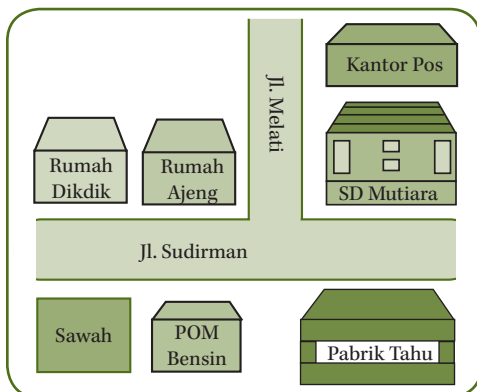 Kantor Pos
Jl. Melati
Rumah
Dikdik
Rumah
Ajeng
SD Mutiara
Jl. Sudirman
Sawah
POM
Bensin
Pabrik Tahu